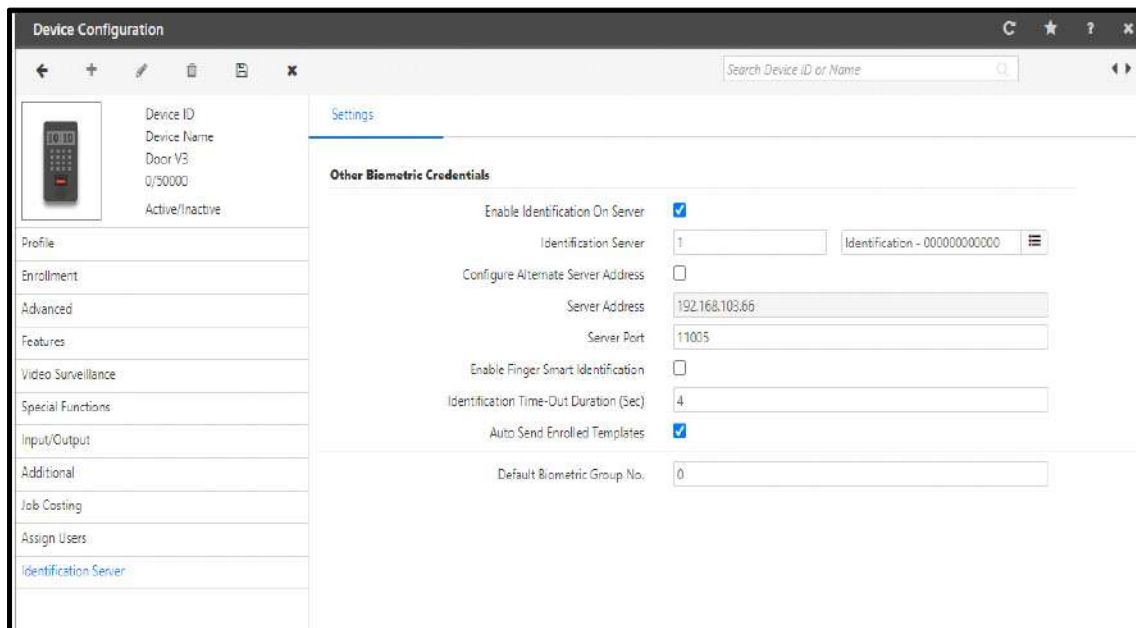 Device Configuration
Search Device ID or Name
10 10
Device ID
Device Name
Door V3
0/50000
Active/Inactive
Profile
Enrollment
Advanced
Features
Video Surveillance
Special Functions
Input/Output
Additional
Job Costing
Assign Users
Identification Server
Settings
Other Biometric Credentials
Enable Identification On Server
Identification Server 1 Identification - 000000000000
Configure Alternate Server Address
Server Address 192.168.103.66
Server Port 11005
Enable Finger Smart Identification
Identification Time-Out Duration (Sec) 4
Auto Send Enrolled Templates
Default Biometric Group No. 0